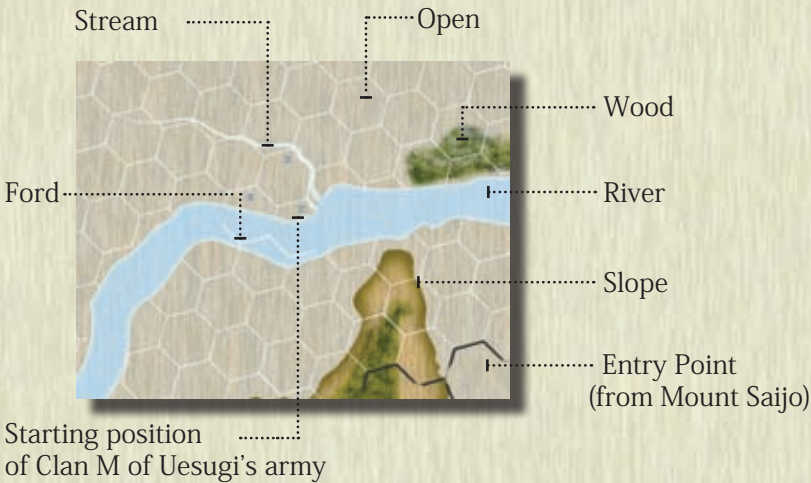 Stream
Open
Wood
Ford
River
Slope
Entry Point
(from Mount Saijo)
Starting position
of Clan M of Uesugi's army